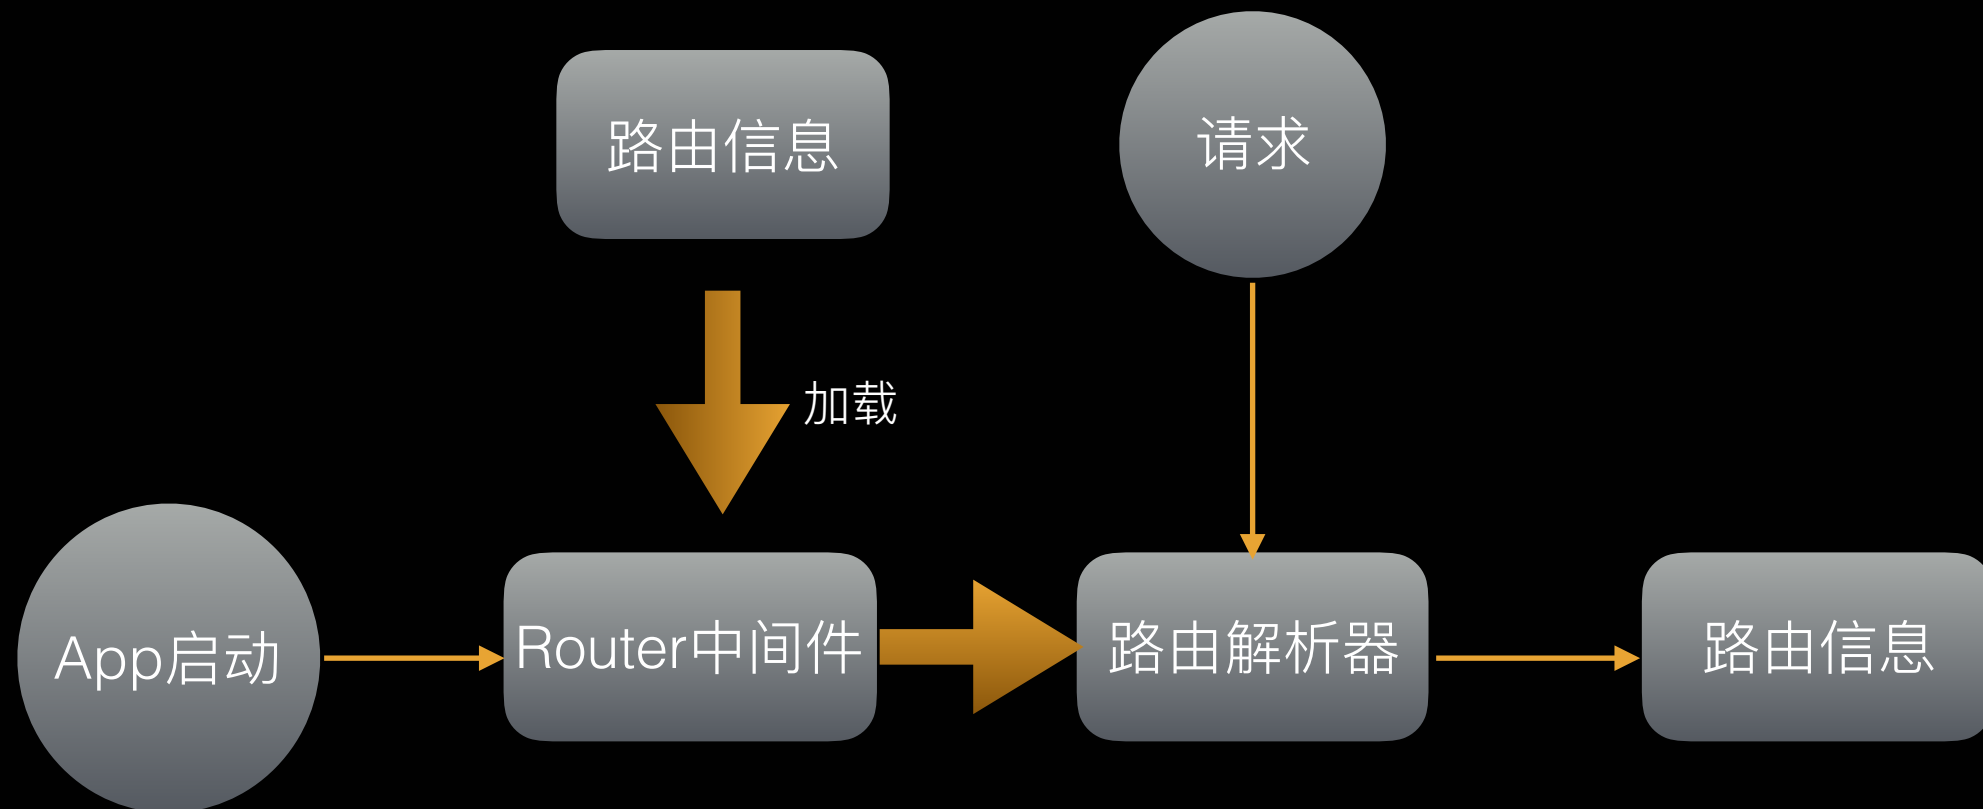 路由信息
请求
加载
App启动
Router中间件
路由解析器
路由信息